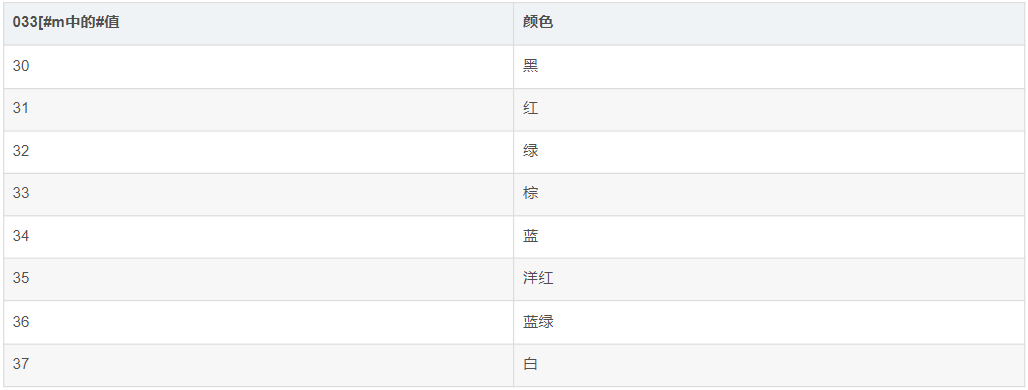 033[#m中的#值 颜色
30 黑
31 红
32 绿
33 棕
34 蓝
35 洋红
36 蓝绿
37 白